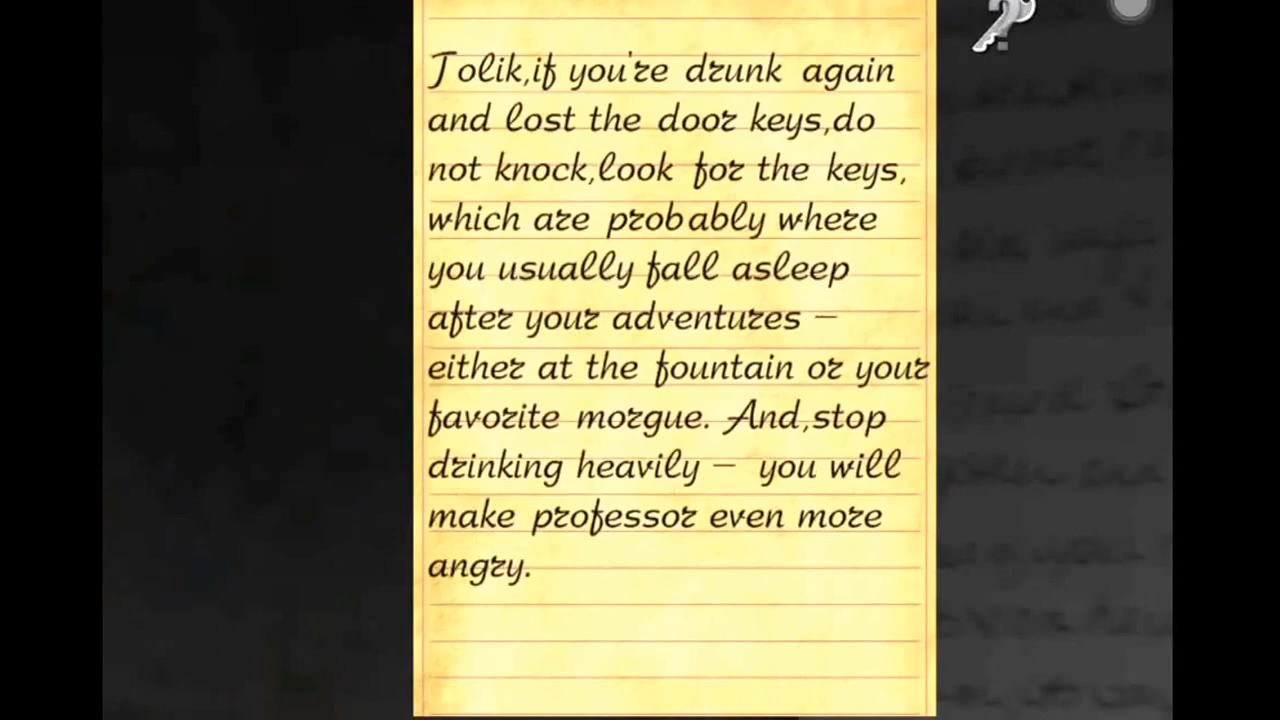 Tolik,if you're drunk again
and lost the door keys,do
not knock,look for the keys,
which are probably where
you usually fall asleep
after your adventures –
either at the fountain or your
favorite morgue. And,stop
drinking heavily – you will
make professor even more
angry.